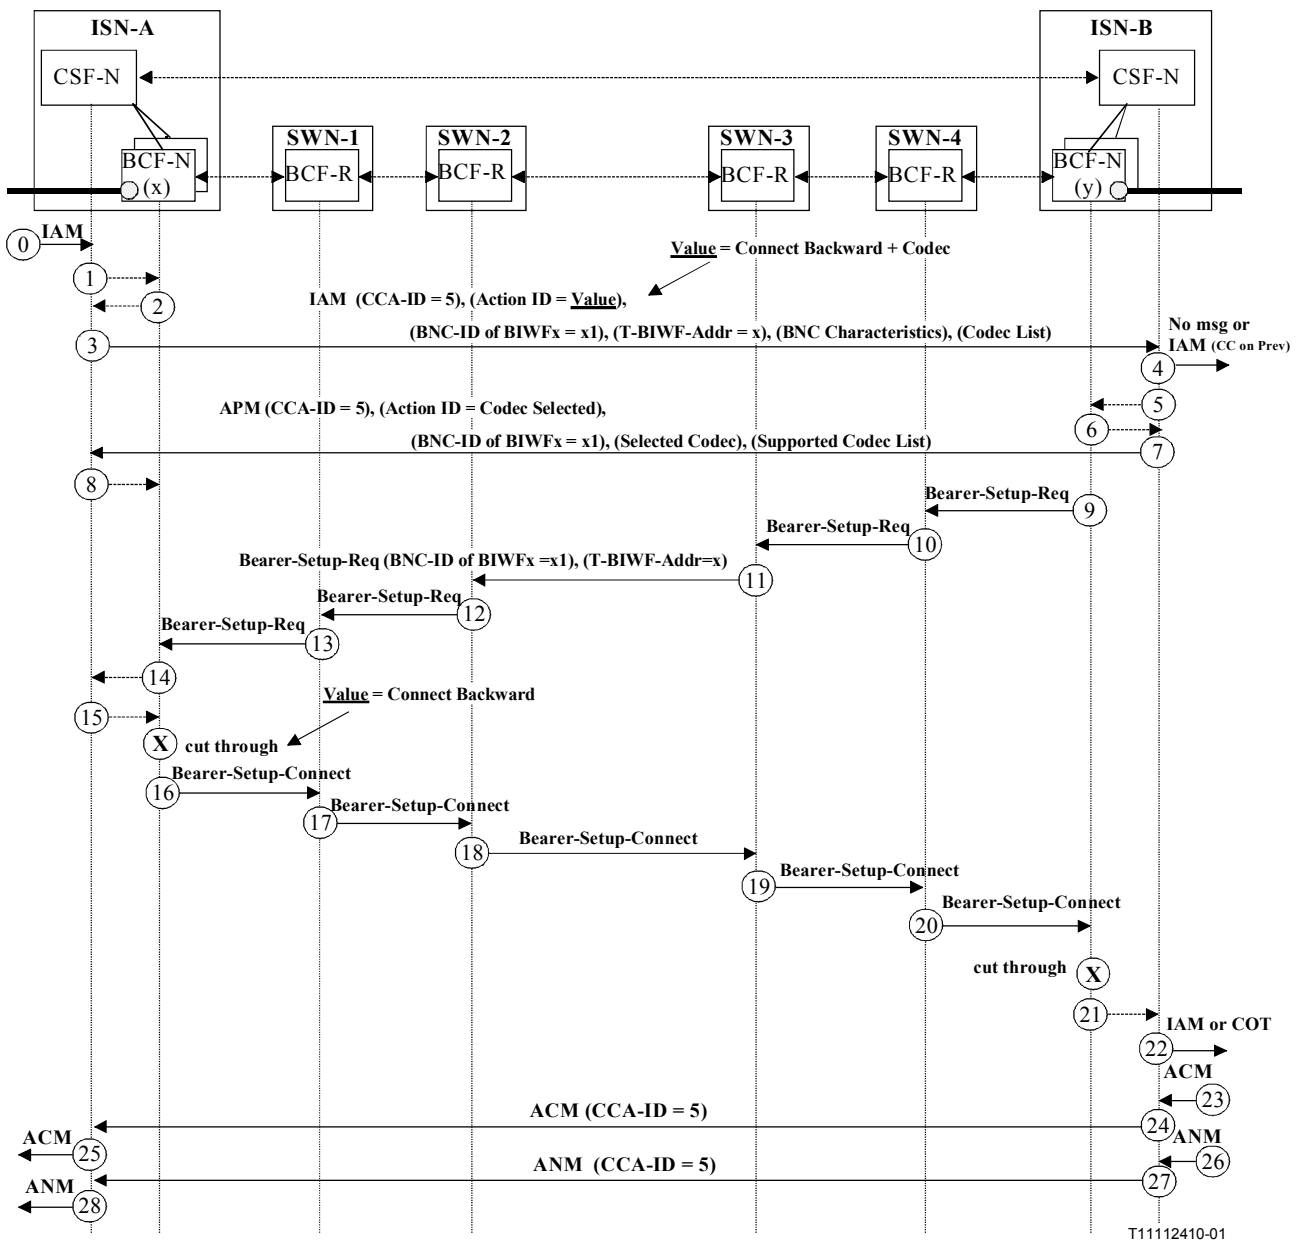 ISN-A
ISN-B
CSF-N
CSF-N
SWN-1
SWN-2
SWN-3
SWN-4
BCF-N
(x)
BCF-R
BCF-R
BCF-R
BCF-R
BCF-N
(y)
0
IAM
Value = Connect Backward + Codec
1
2
IAM (CCA-ID = 5), (Action ID = Value),
(BNC-ID of BIWFx = x1), (T-BIWF-Addr = x), (BNC Characteristics), (Codec List)
3
No msg or
IAM (CC on Prev)
4
5
APM (CCA-ID = 5), (Action ID = Codec Selected),
6
(BNC-ID of BIWFx = x1), (Selected Codec), (Supported Codec List)
7
8
Bearer-Setup-Req
9
Bearer-Setup-Req
10
Bearer-Setup-Req (BNC-ID of BIWFx =x1), (T-BIWF-Addr=x)
11
Bearer-Setup-Req
12
Bearer-Setup-Req
13
14
Value = Connect Backward
15
X
cut through
Bearer-Setup-Connect
16
Bearer-Setup-Connect
17
Bearer-Setup-Connect
18
Bearer-Setup-Connect
19
Bearer-Setup-Connect
20
cut through
X
21
IAM or COT
22
ACM
23
ACM (CCA-ID = 5)
24
ACM
25
ANM
26
ANM (CCA-ID = 5)
27
ANM
28
T11112410-01